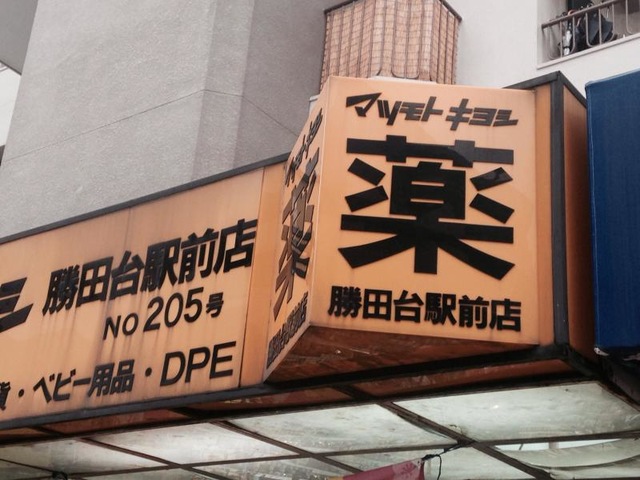 マツモトキヨシ
薬
勝田台駅前店
勝田台駅前店
NO 205号
・ベビー用品・DPE